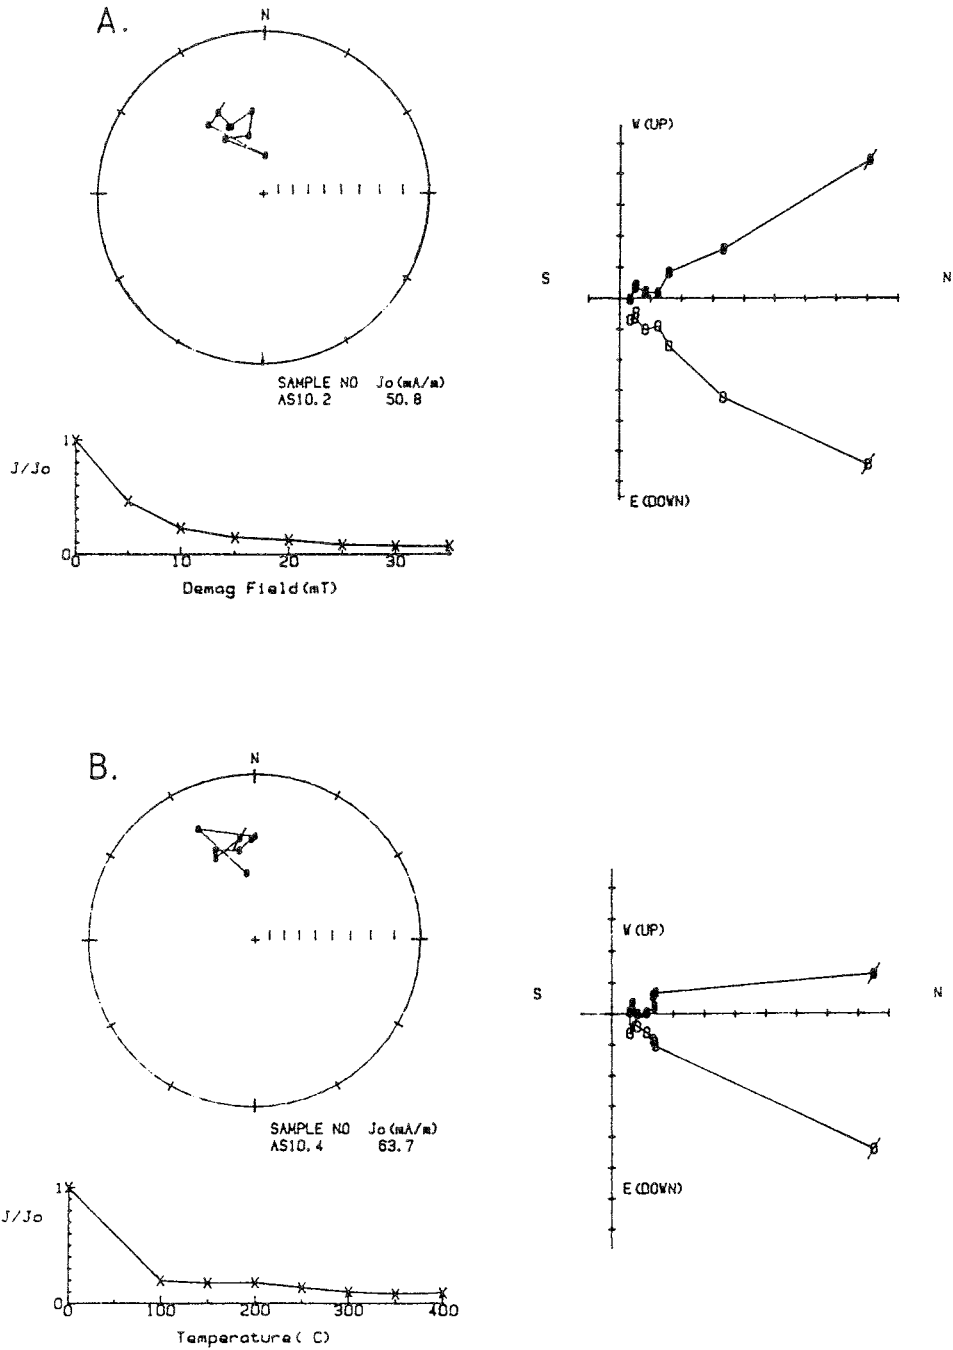 A.
N
W(UP)
S
N
E(DOWN)
SAMPLE NO Jo(mA/m)
AS10.2 50.8
1
J/Jo
0
0 10 20 30
Demag Field(mT)
B.
N
W(UP)
S
N
E(DOWN)
SAMPLE NO Jo(mA/m)
AS10.4 63.7
1
J/Jo
0
0 100 200 300 400
Temperature( C)